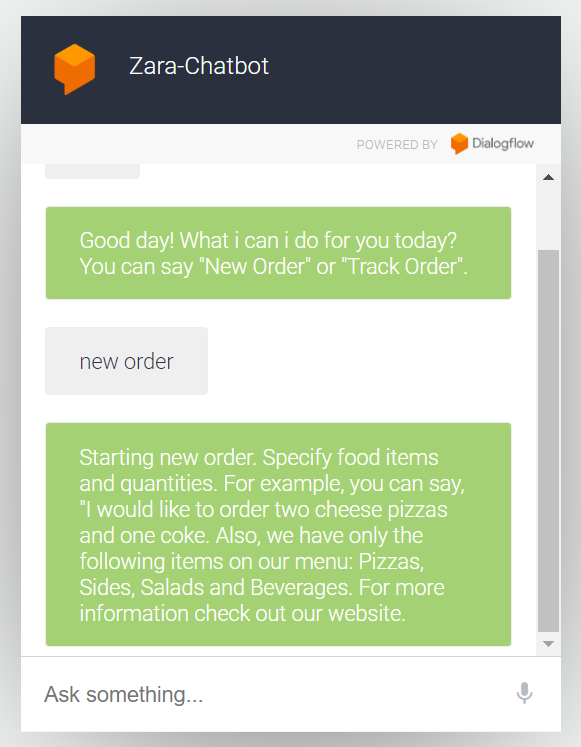 Zara-Chatbot
POWERED BY Dialogflow
Good day! What i can i do for you today?
You can say "New Order" or "Track Order".
new order
Starting new order. Specify food items
and quantities. For example, you can say,
"I would like to order two cheese pizzas
and one coke. Also, we have only the
following items on our menu: Pizzas,
Sides, Salads and Beverages. For more
information check out our website.
Ask something...